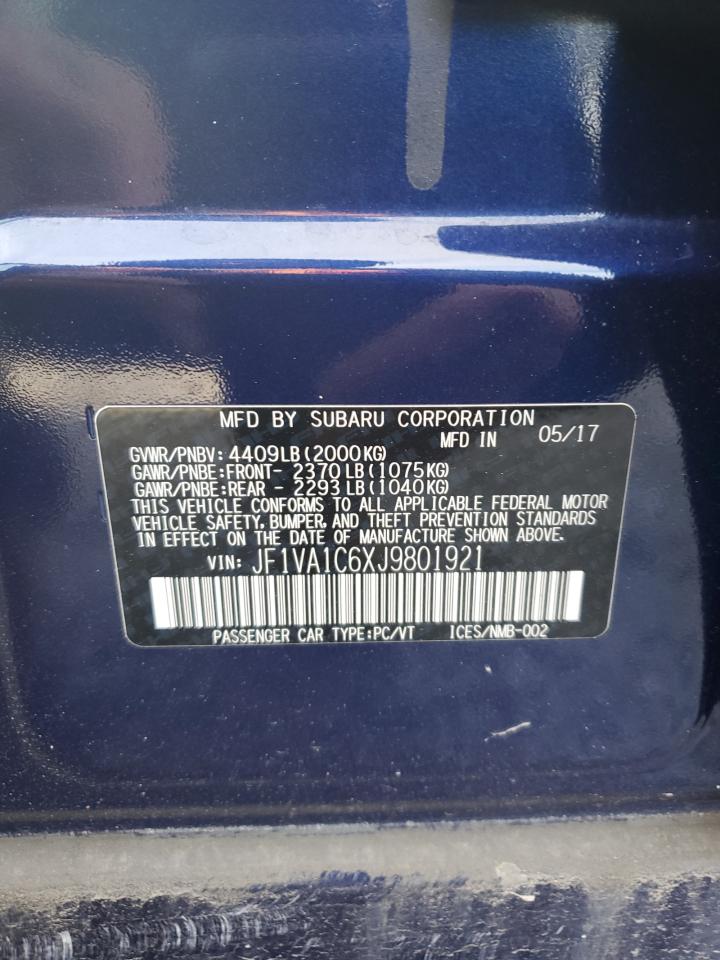 MFD BY SUBARU CORPORATION
MFD IN 05/17
GVWR/PNBV: 4409LB(2000KG)
GAWR/PNBE:FRONT- 2370LB(1075KG)
GAWR/PNBE:REAR - 2293LB(1040KG)
THIS VEHICLE CONFORMS TO ALL APPLICABLE FEDERAL MOTOR
VEHICLE SAFETY, BUMPER, AND THEFT PREVENTION STANDARDS
IN EFFECT ON THE DATE OF MANUFACTURE SHOWN ABOVE.
VIN: JF1VA1C6XJ9801921
PASSENGER CAR TYPE:PC/VT ICES/NMB-002